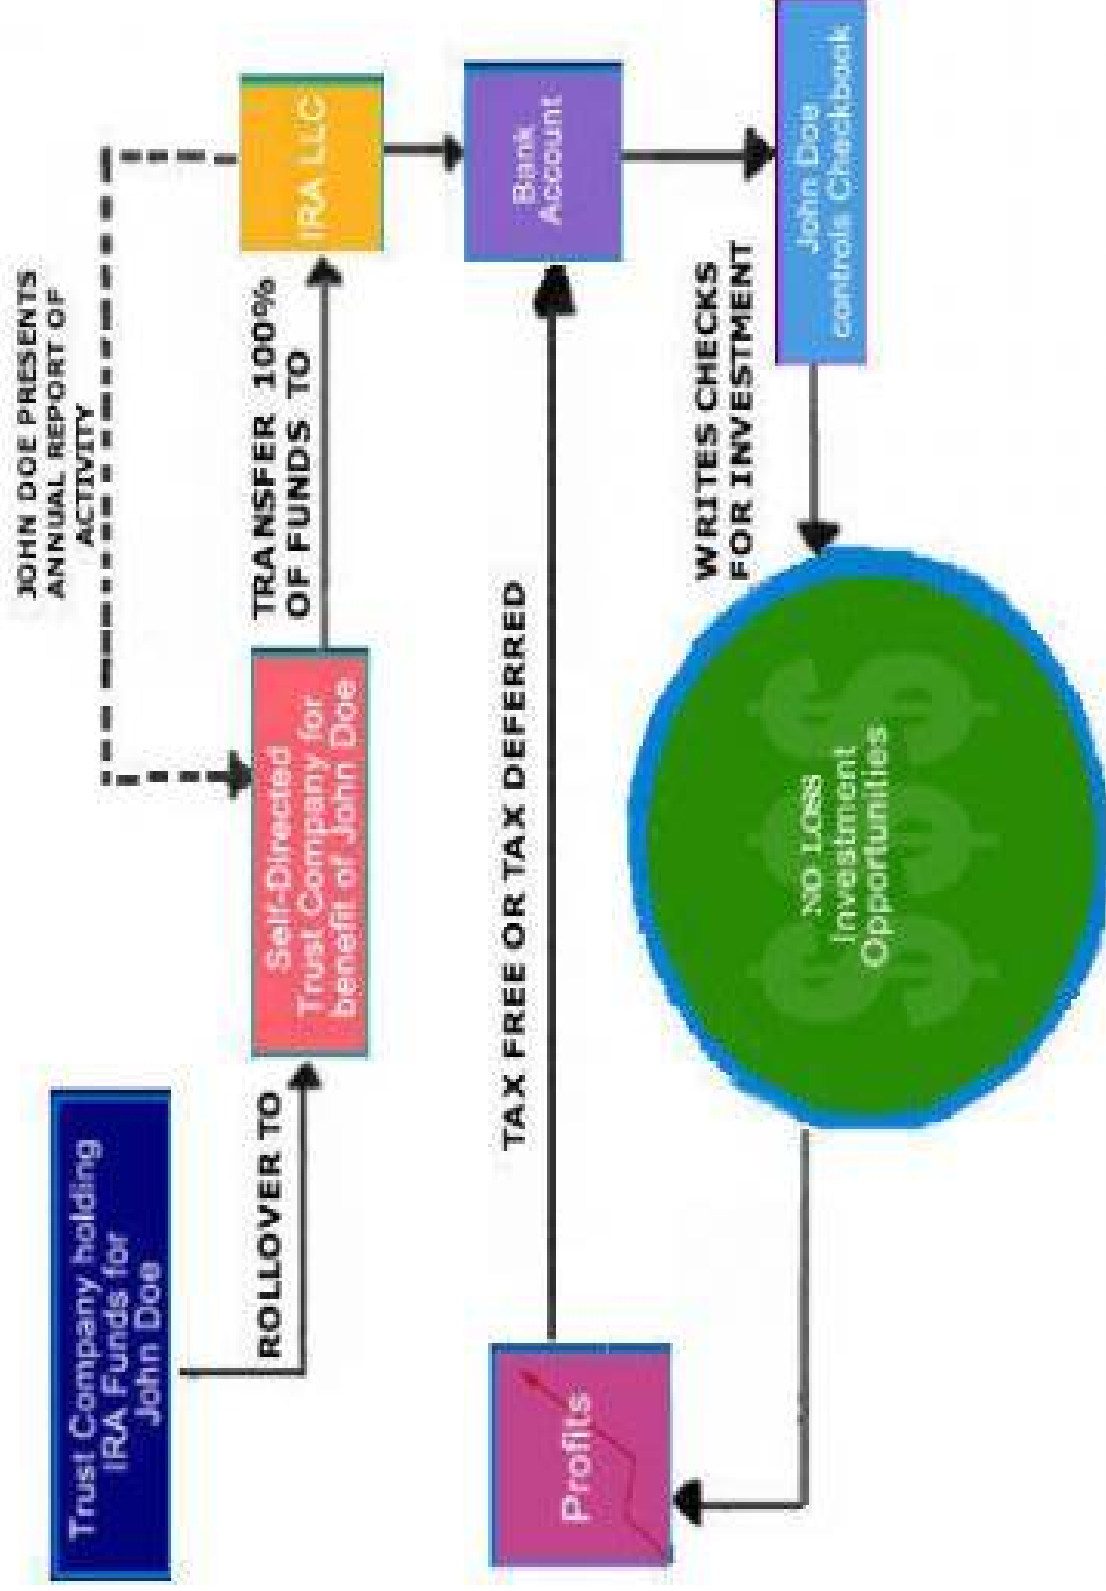 JOHN DOE PRESENTS
ANNUAL REPORT OF
ACTIVITY
Trust Company holding
IRA Funds for
John Doe
ROLLOVER TO
Self-Directed
Trust Company for
benefit of John Doe
TRANSFER 100%
OF FUNDS TO
IRA LLC
Bank
Account
TAX FREE OR TAX DEFERRED
Profits
NO LOSS
Investment
Opportunities
WRITES CHECKS
FOR INVESTMENT
John Doe
controls Checkbook